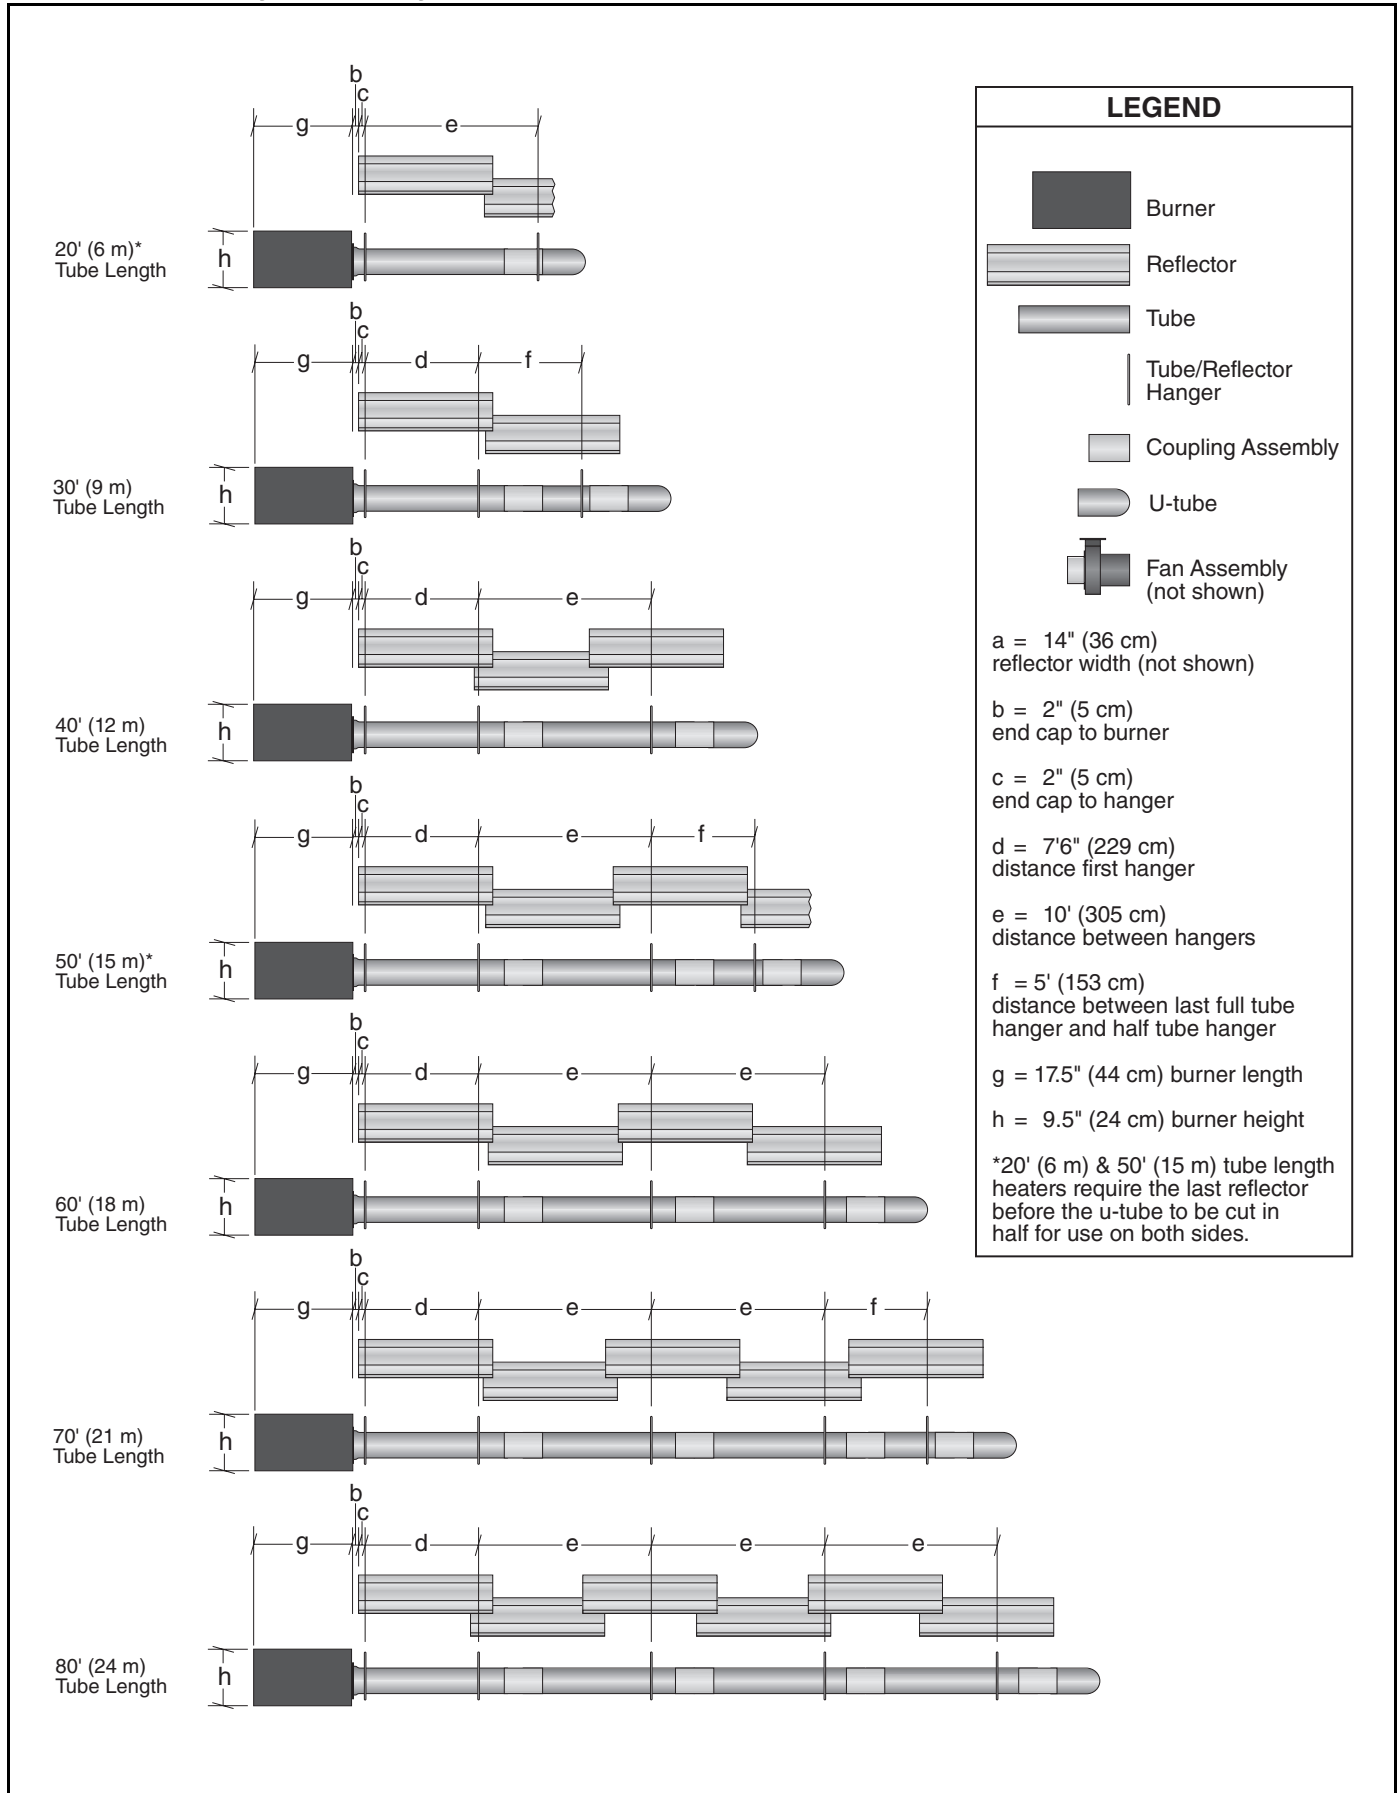 b
c
g
e
20' (6 m)*
Tube Length
h
b
c
g
d
f
30' (9 m)
Tube Length
h
b
c
g
d
e
40' (12 m)
Tube Length
h
b
c
g
d
e
f
50' (15 m)*
Tube Length
h
b
c
g
d
e
e
60' (18 m)
Tube Length
h
b
c
g
d
e
e
f
70' (21 m)
Tube Length
h
b
c
g
d
e
e
e
80' (24 m)
Tube Length
h
LEGEND
Burner
Reflector
Tube
Tube/Reflector
Hanger
Coupling Assembly
U-tube
Fan Assembly
(not shown)
a = 14" (36 cm)
reflector width (not shown)
b = 2" (5 cm)
end cap to burner
c = 2" (5 cm)
end cap to hanger
d = 7'6" (229 cm)
distance first hanger
e = 10' (305 cm)
distance between hangers
f = 5' (153 cm)
distance between last full tube
hanger and half tube hanger
g = 17.5" (44 cm) burner length
h = 9.5" (24 cm) burner height
*20' (6 m) & 50' (15 m) tube length
heaters require the last reflector
before the u-tube to be cut in
half for use on both sides.